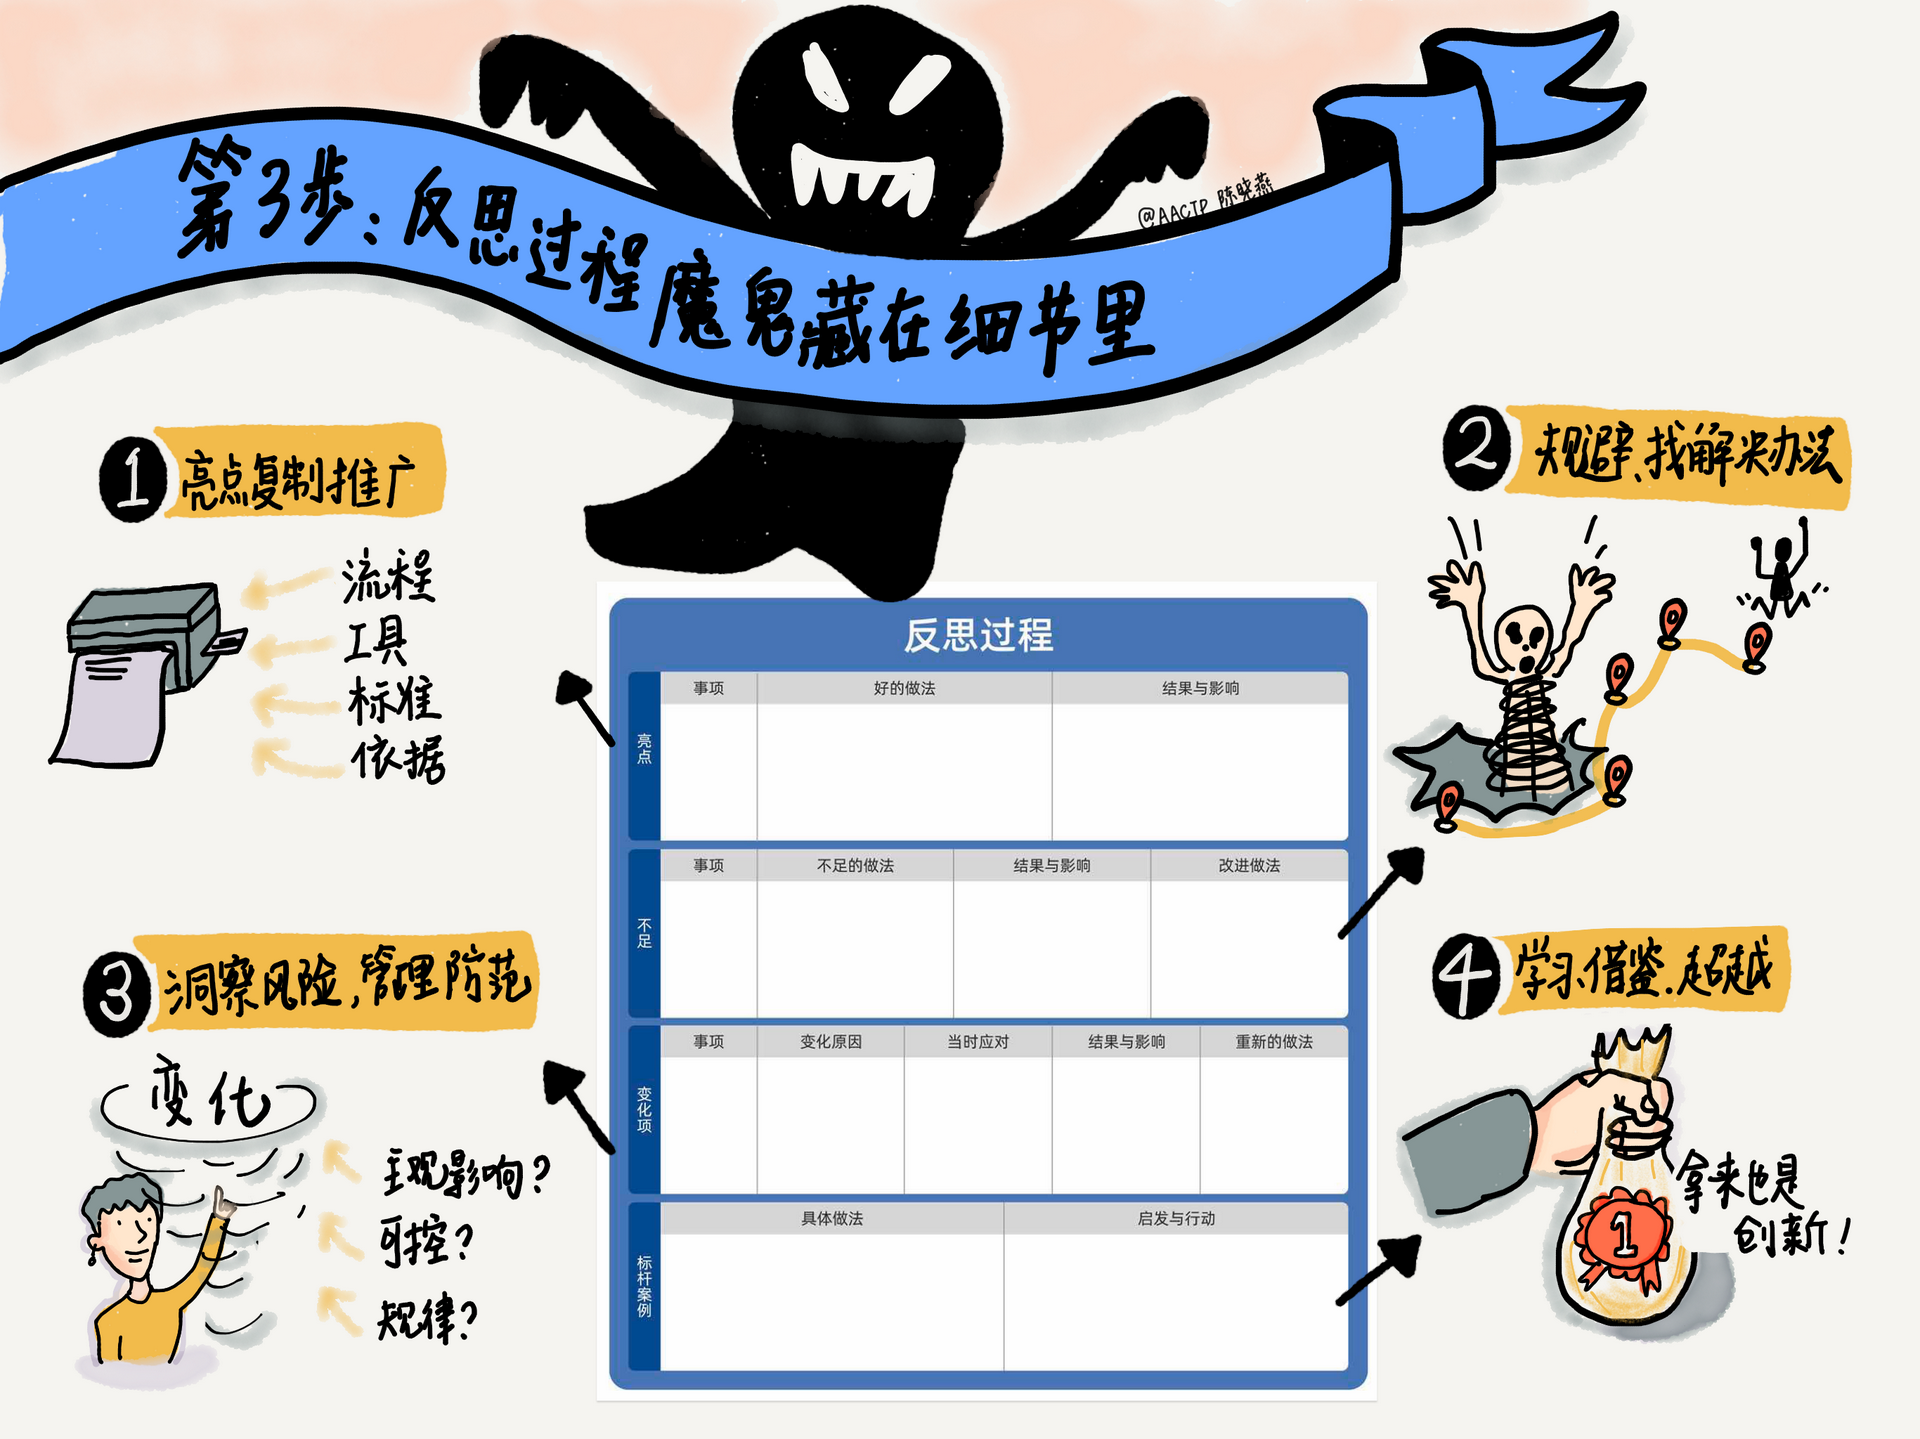 第3步:反思过程魔鬼藏在细节里
@AACTP 陈晓燕
1 亮点复制推广
流程
工具
标准
依据
2 规避、找解决办法
反思过程
亮点
事项 好的做法 结果与影响
不足
事项 不足的做法 结果与影响 改进做法
变化项
事项 变化原因 当时应对 结果与影响 重新的做法
标杆案例
具体做法 启发与行动
3 洞察风险,管理防范
变化
主观影响?
可控?
规律?
4 学习、借鉴.超越
1
拿来也是
创新!